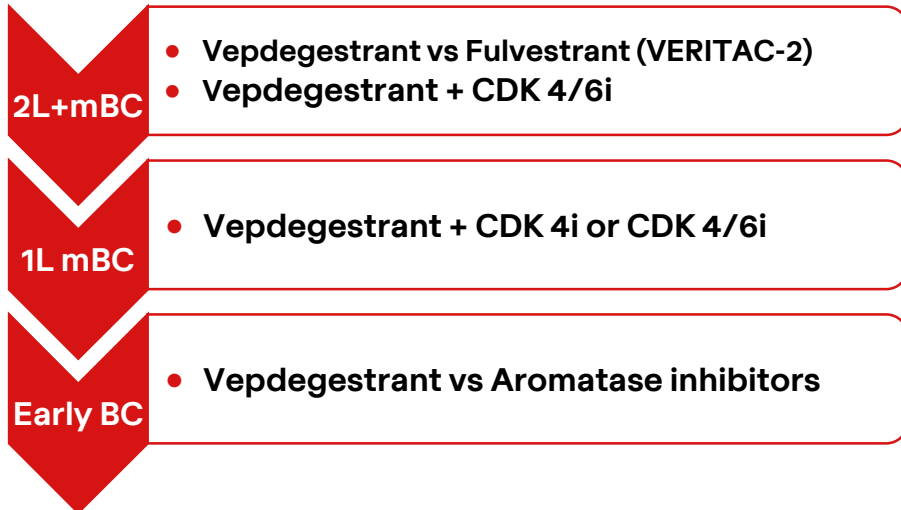 2L+mBC
• Vepdegestrant vs Fulvestrant (VERITAC-2)
• Vepdegestrant + CDK 4/6i
1L mBC
• Vepdegestrant + CDK 4i or CDK 4/6i
Early BC
• Vepdegestrant vs Aromatase inhibitors